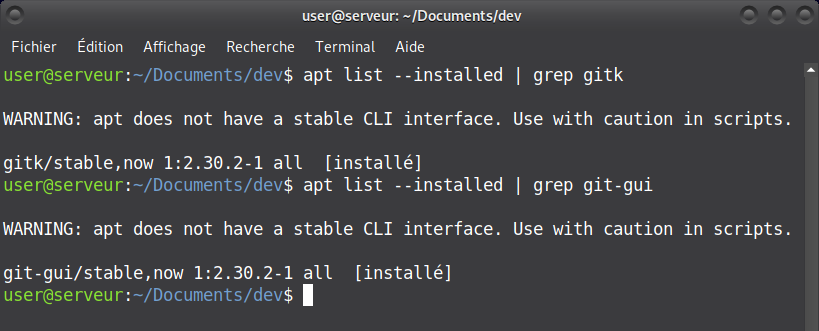 user@serveur: ~/Documents/dev
Fichier Édition Affichage Recherche Terminal Aide
user@serveur:~/Documents/dev$ apt list --installed | grep gitk
WARNING: apt does not have a stable CLI interface. Use with caution in scripts.
gitk/stable,now 1:2.30.2-1 all  [installé]
user@serveur:~/Documents/dev$ apt list --installed | grep git-gui
WARNING: apt does not have a stable CLI interface. Use with caution in scripts.
git-gui/stable,now 1:2.30.2-1 all  [installé]
user@serveur:~/Documents/dev$